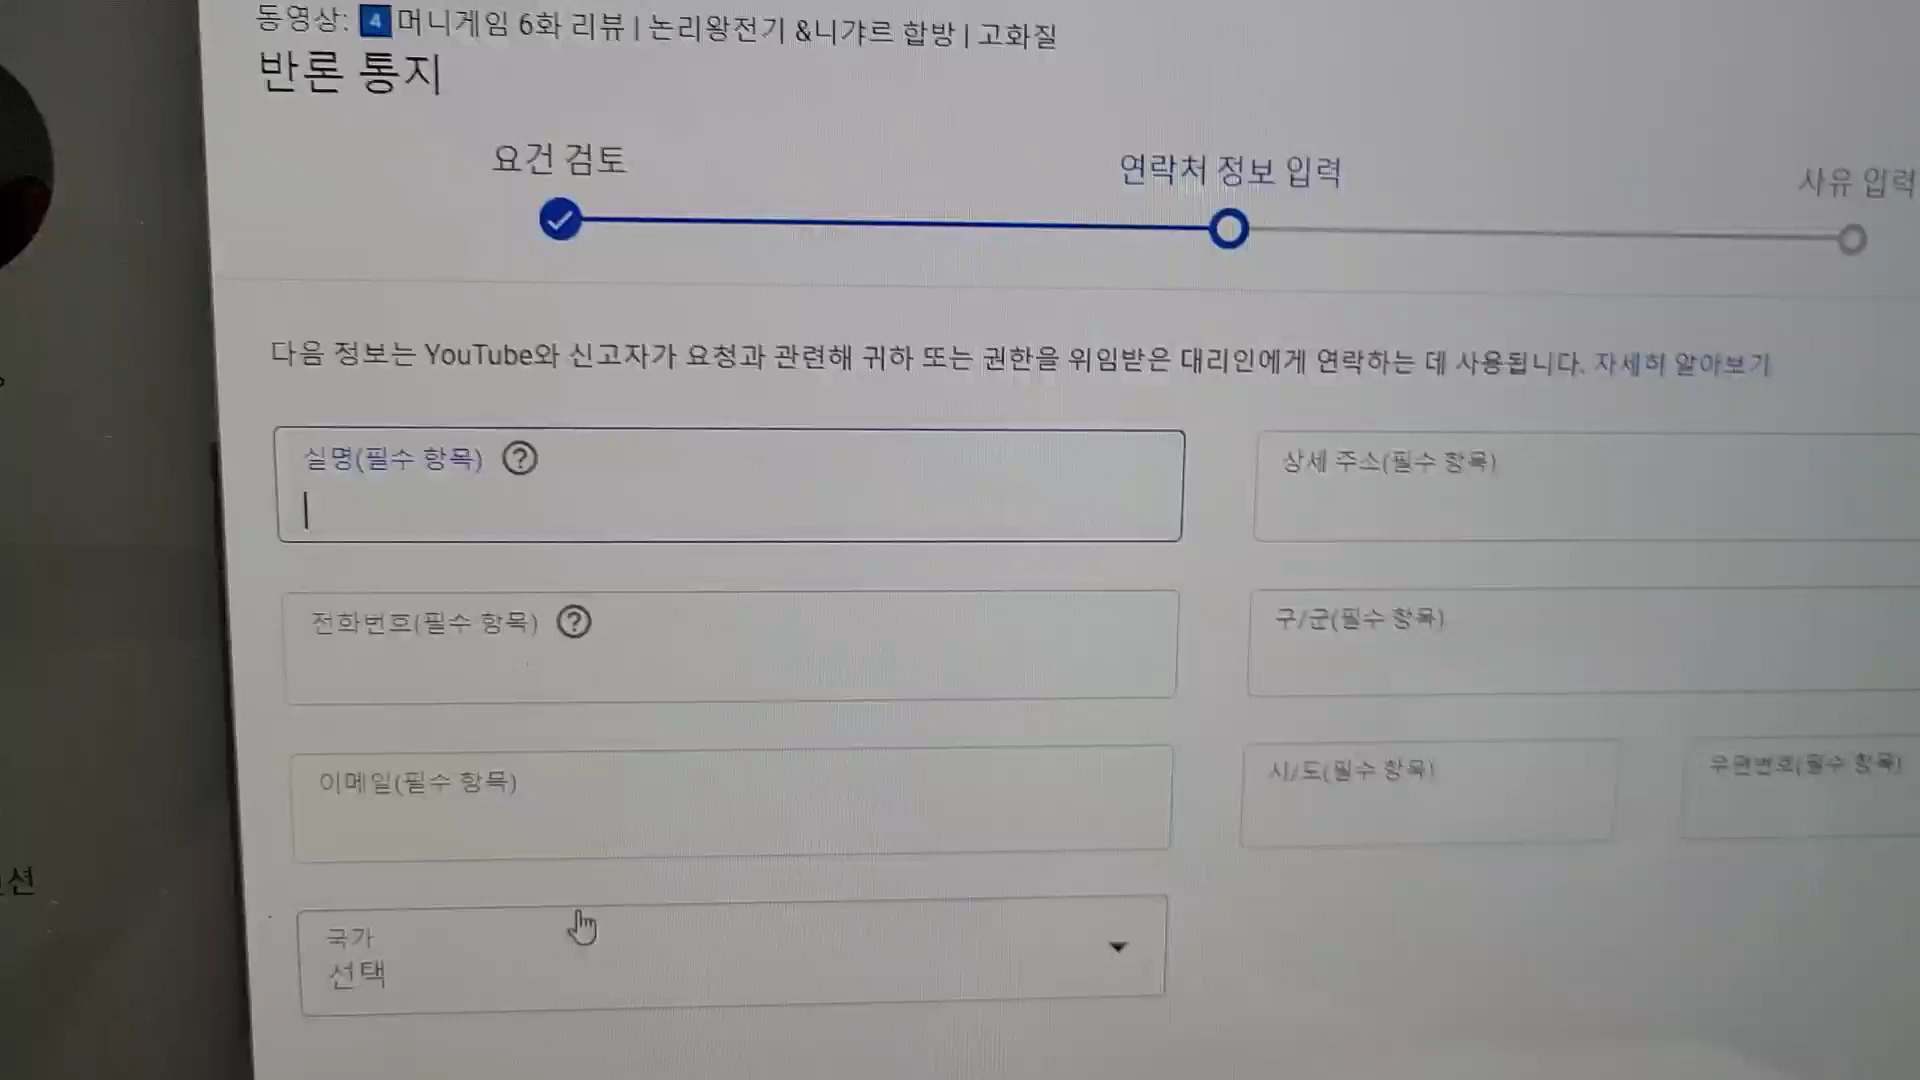 동영상: 4 머니게임 6화 리뷰 | 논리왕전기 &니갸르 합방 | 고화질
반론 통지
요건 검토
연락처 정보 입력
사유 입력
다음 정보는 YouTube와 신고자가 요청과 관련해 귀하 또는 권한을 위임받은 대리인에게 연락하는 데 사용됩니다. 자세히 알아보기
실명(필수 항목) ?
상세 주소(필수 항목)
전화번호(필수 항목) ?
구/군(필수 항목)
이메일(필수 항목)
시/도(필수 항목)
우편번호(필수 항목)
국가
선택
션